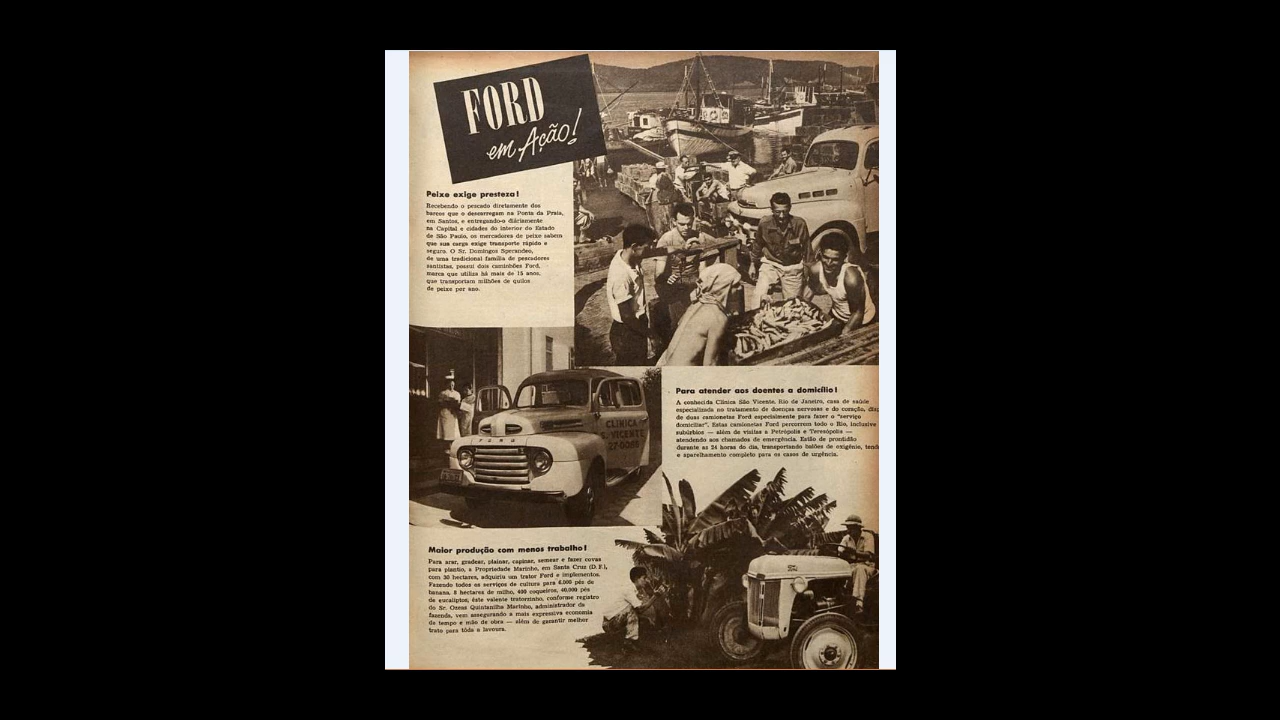 FORD
em Ação!
Peixe exige presteza!
Recebendo o pescado diretamente dos
barcos que o descarregam na Ponta da Praia,
em Santos, e entregando-o diàriamente
na Capital e cidades do interior do Estado
de São Paulo, os mercadores de peixe sabem
que sua carga exige transporte rápido e
seguro. O Sr. Domingos Sperandeo,
de uma tradicional família de pescadores
santistas, possui dois caminhões Ford,
marca que utiliza há mais de 15 anos,
que transportam milhões de quilos
de peixe por ano.
Para atender aos doentes a domicílio!
A conhecida Clínica São Vicente, Rio de Janeiro, casa de saúde
especializada no tratamento de doenças nervosas e do coração, disp
de duas camionetas Ford especialmente para fazer o "serviço
domiciliar". Estas camionetas Ford percorrem todo o Rio, inclusive
subúrbios — além de visitas a Petrópolis e Teresópolis —
atendendo aos chamados de emergência. Estão de prontidão
durante as 24 horas do dia, transportando balões de oxigênio, tend
o aparelhamento completo para os casos de urgência.
FORD
CLINICA
S. VICENTE
27-0081
Maior produção com menos trabalho!
Para arar, gradear, plainar, capinar, semear e fazer covas
para plantio, a Propriedade Marinho, em Santa Cruz (D.F.),
com 30 hectares, adquiriu um trator Ford e implementos.
Fazendo todos os serviços de cultura para 6.000 pés de
banana, 8 hectares de milho, 400 coqueiros, 40.000 pés
de eucaliptos, êste valente tratorzinho, conforme registro
do Sr. Ozeas Quintanilha Marinho, administrador da
fazenda, vem assegurando a mais expressiva economia
de tempo e mão de obra — além de garantir melhor
trato para tôda a lavoura.